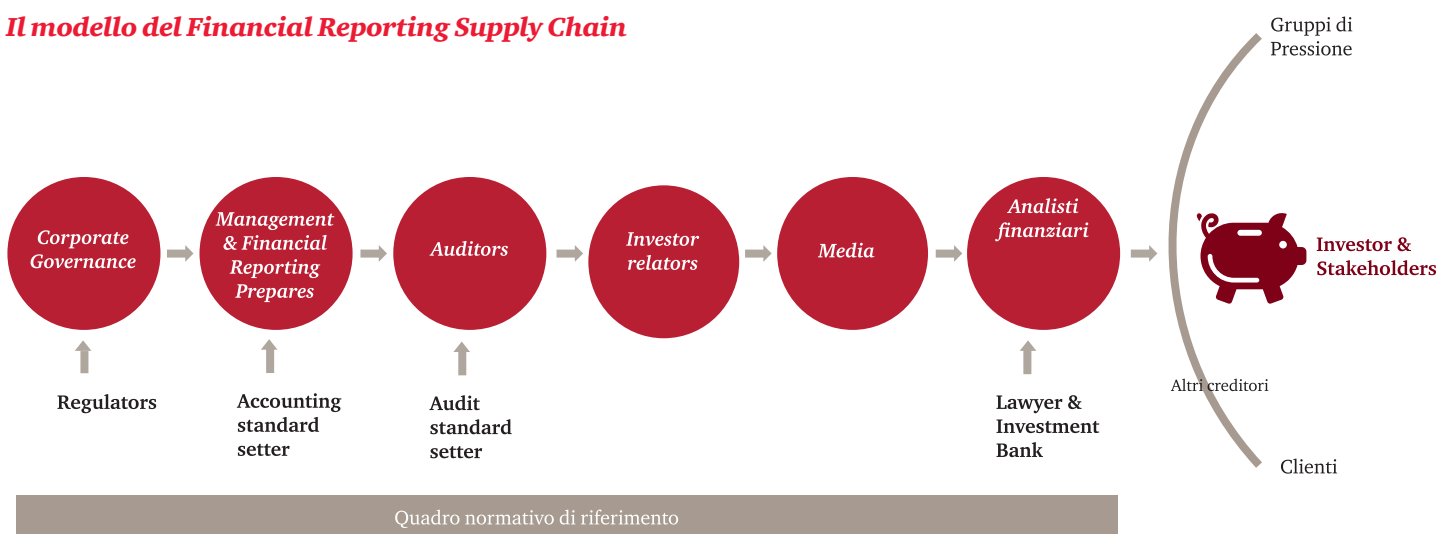 Il modello del Financial Reporting Supply Chain
Gruppi di
Pressione
Corporate
Governance
Management
& Financial
Reporting
Prepares
Auditors
Investor
relators
Media
Analisti
finanziari
Investor &
Stakeholders
Regulators
Accounting
standard
setter
Audit
standard
setter
Lawyer &
Investment
Bank
Altri creditori
Clienti
Quadro normativo di riferimento